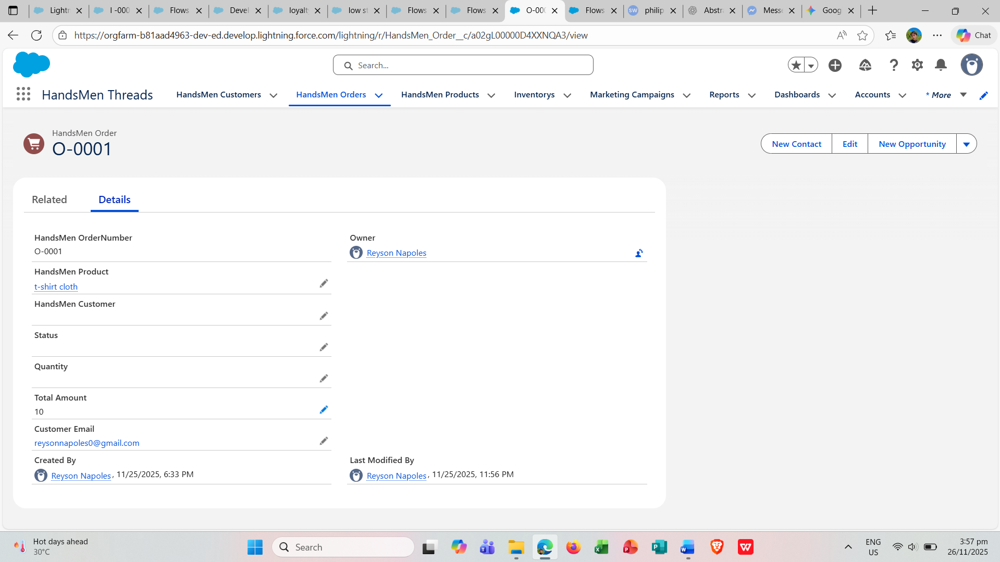 Lightn
I -000
Flows
Devel
loyalt
low st
Flows
Flows
O-000
Flows
SW
philip
Abstra
Messe
Goog
https://orgfarm-b81aad4963-dev-ed.develop.lightning.force.com/lightning/r/HandsMen_Order__c/a02gL00000D4XXNQA3/view
Chat
Search...
HandsMen Threads
HandsMen Customers
HandsMen Orders
HandsMen Products
Inventorys
Marketing Campaigns
Reports
Dashboards
Accounts
* More
HandsMen Order
O-0001
New Contact
Edit
New Opportunity
Related
Details
HandsMen OrderNumber
O-0001
Owner
Reyson Napoles
HandsMen Product
t-shirt cloth
HandsMen Customer
Status
Quantity
Total Amount
10
Customer Email
reysonnapoles0@gmail.com
Created By
Reyson Napoles, 11/25/2025, 6:33 PM
Last Modified By
Reyson Napoles, 11/25/2025, 11:56 PM
Hot days ahead
30°C
Search
ENG
US
3:57 pm
26/11/2025